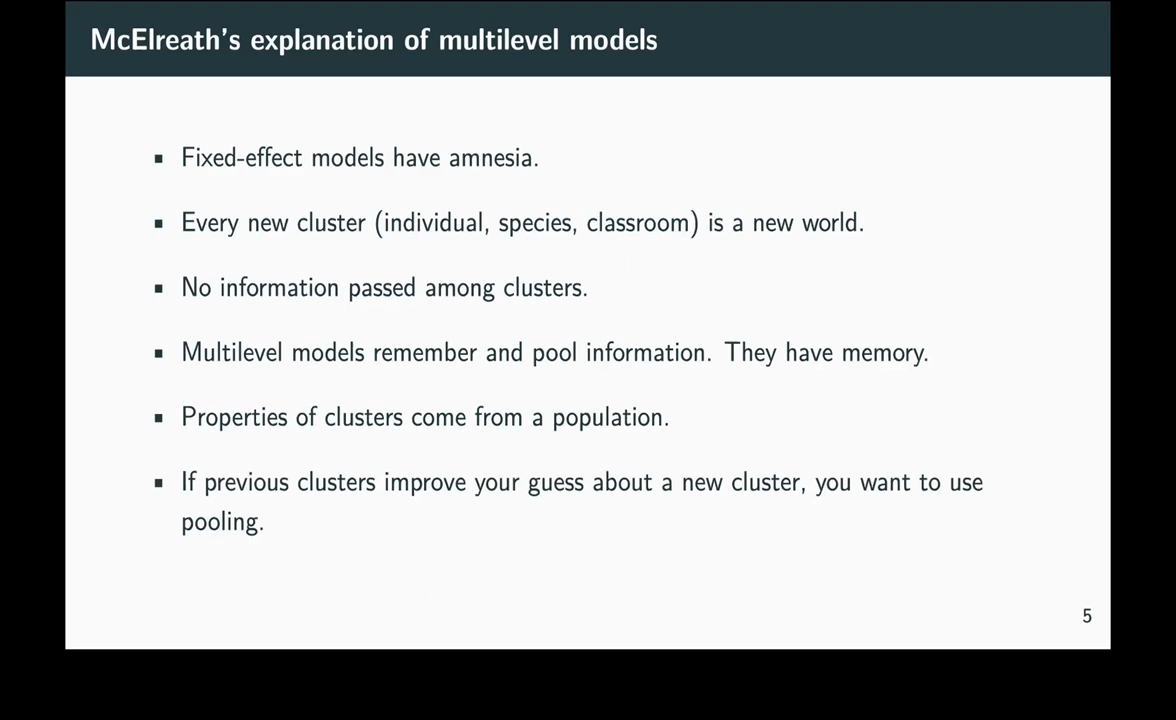 McElreath's explanation of multilevel models
▪ Fixed-effect models have amnesia.
▪ Every new cluster (individual, species, classroom) is a new world.
▪ No information passed among clusters.
▪ Multilevel models remember and pool information. They have memory.
▪ Properties of clusters come from a population.
▪ If previous clusters improve your guess about a new cluster, you want to use
pooling.
5